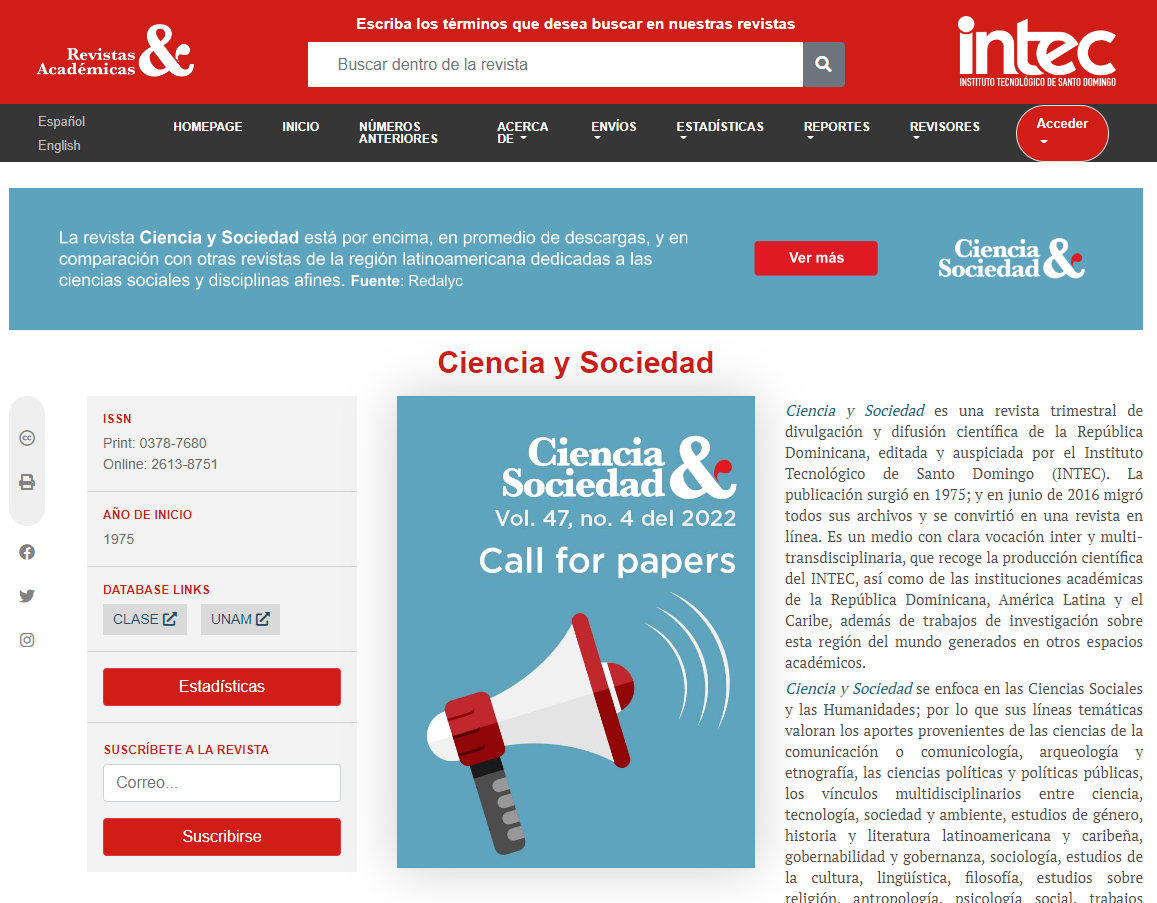 Escriba los términos que desea buscar en nuestras revistas
Revistas
Académicas &
Buscar dentro de la revista
intec
INSTITUTO TECNOLÓGICO DE SANTO DOMINGO
Español
English
HOMEPAGE
INICIO
NÚMEROS
ANTERIORES
ACERCA
DE
ENVÍOS
ESTADÍSTICAS
REPORTES
REVISORES
Acceder
La revista Ciencia y Sociedad está por encima, en promedio de descargas, y en
comparación con otras revistas de la región latinoamericana dedicadas a las
ciencias sociales y disciplinas afines. Fuente: Redalyc
Ver más
Ciencia
Sociedad &
Ciencia y Sociedad
cc
ISSN
Print: 0378-7680
Online: 2613-8751
AÑO DE INICIO
1975
DATABASE LINKS
CLASE
UNAM
Estadísticas
SUSCRÍBETE A LA REVISTA
Correo...
Suscribirse
Ciencia
Sociedad &
Vol. 47, no. 4 del 2022
Call for papers
Ciencia y Sociedad es una revista trimestral de
divulgación y difusión científica de la República
Dominicana, editada y auspiciada por el Instituto
Tecnológico de Santo Domingo (INTEC). La
publicación surgió en 1975; y en junio de 2016 migró
todos sus archivos y se convirtió en una revista en
línea. Es un medio con clara vocación inter y multi-
transdisciplinaria, que recoge la producción científica
del INTEC, así como de las instituciones académicas
de la República Dominicana, América Latina y el
Caribe, además de trabajos de investigación sobre
esta región del mundo generados en otros espacios
académicos.
Ciencia y Sociedad se enfoca en las Ciencias Sociales
y las Humanidades; por lo que sus líneas temáticas
valoran los aportes provenientes de las ciencias de la
comunicación o comunicología, arqueología y
etnografía, las ciencias políticas y políticas públicas,
los vínculos multidisciplinarios entre ciencia,
tecnología, sociedad y ambiente, estudios de género,
historia y literatura latinoamericana y caribeña,
gobernabilidad y gobernanza, sociología, estudios de
la cultura, lingüística, filosofía, estudios sobre
religión, antropología, psicología social, trabajos